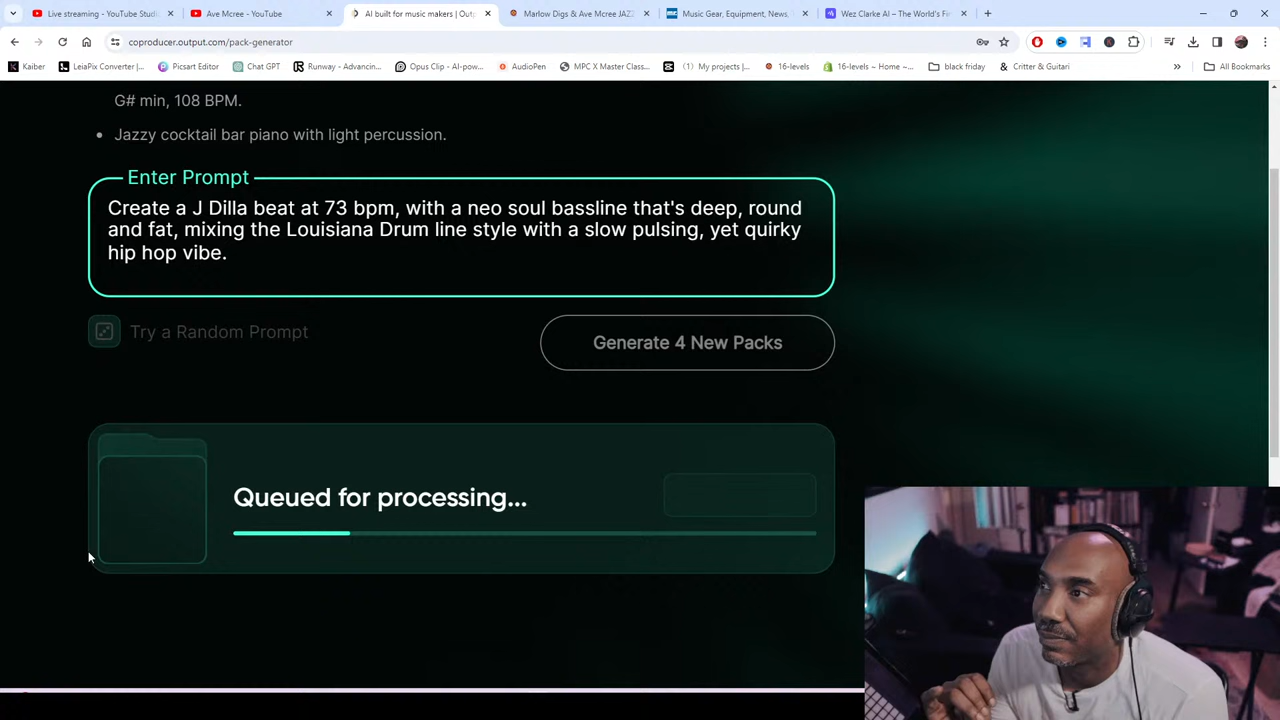 Live streaming - YouTube Studi
Ave Mcree - YouTube
AI built for music makers | Outp
Marlow Digs & Ave Mcree JAZZ
Music Gear, Equipment, News,
Wez Clarke AI – The World's Fi
coproducer.output.com/pack-generator
Kaiber
LeiaPix Converter |...
Picsart Editor
Chat GPT
Runway - Advancin...
Opus Clip - AI-pow...
AudioPen
MPC X Master Class...
(1) My projects |...
16-levels
16-levels ~ Home ~...
black friday
Critter & Guitari
All Bookmarks
G# min, 108 BPM.
• Jazzy cocktail bar piano with light percussion.
Enter Prompt
Create a J Dilla beat at 73 bpm, with a neo soul bassline that's deep, round
and fat, mixing the Louisiana Drum line style with a slow pulsing, yet quirky
hip hop vibe.
Try a Random Prompt
Generate 4 New Packs
Queued for processing...